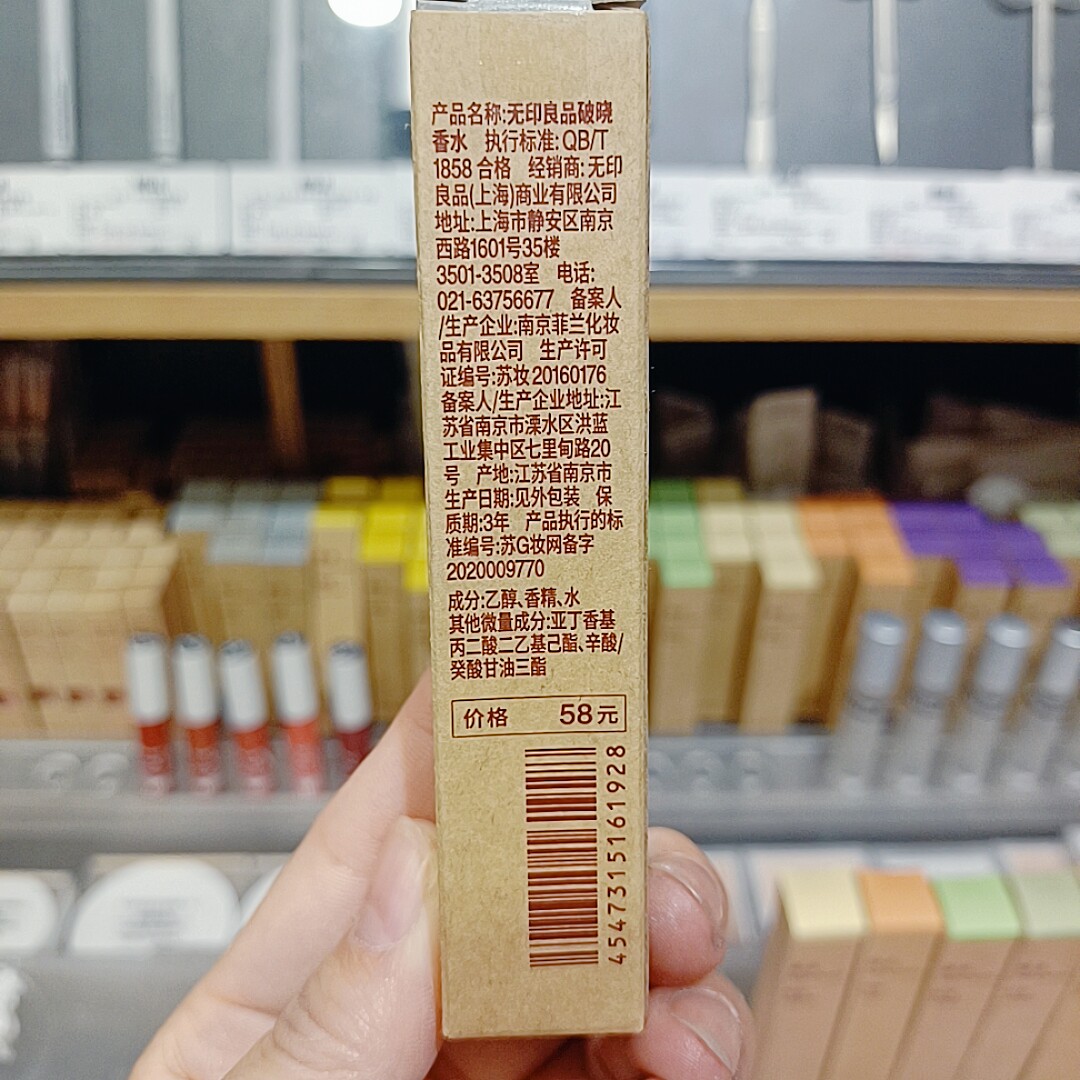 产品名称:无印良品破晓
香水 执行标准:QB/T
1858 合格 经销商:无印
良品(上海)商业有限公司
地址:上海市静安区南京
西路1601号35楼
3501-3508室 电话:
021-63756677 备案人
/生产企业:南京菲兰化妆
品有限公司 生产许可
证编号:苏妆20160176
备案人/生产企业地址:江
苏省南京市溧水区洪蓝
工业集中区七里甸路20
号 产地:江苏省南京市
生产日期:见外包装 保
质期:3年 产品执行的标
准编号:苏G妆网备字
2020009770
成分:乙醇、香精、水
其他微量成分:亚丁香基
丙二酸二乙基己酯、辛酸/
癸酸甘油三酯
价格 58元
4547315161928